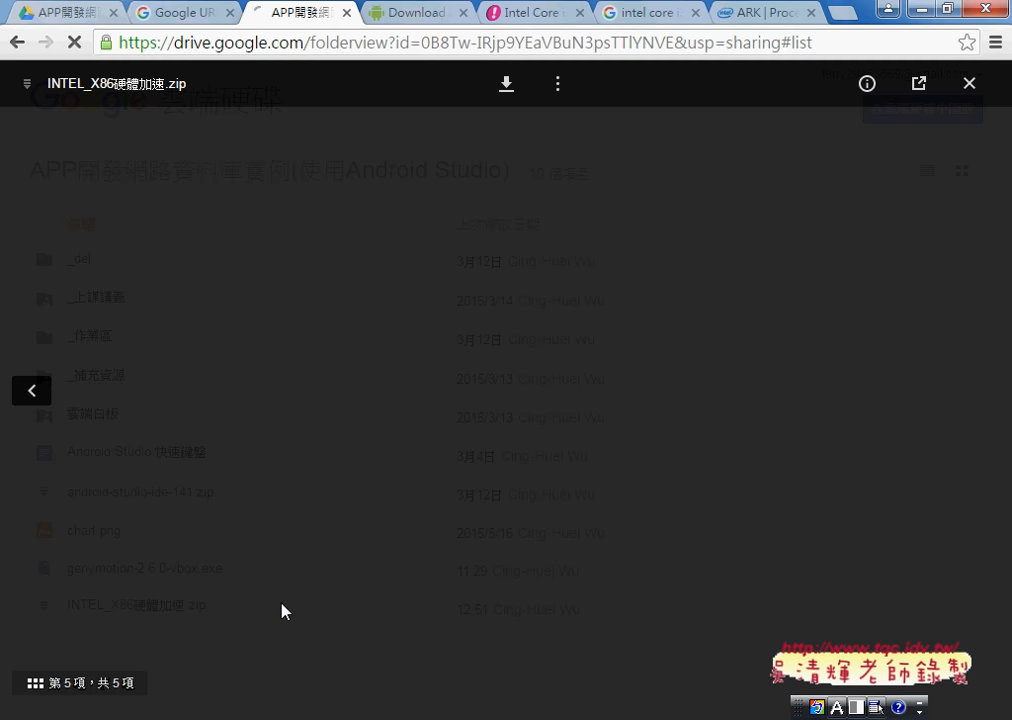 APP開發網
Google UR
APP開發網
Download
Intel Core i
intel core i
ARK | Proc
https://drive.google.com/folderview?id=0B8Tw-IRjp9YEaVBuN3psTTlYNVE&usp=sharing#list
INTEL_X86硬體加速.zip
Google 雲端硬碟
APP開發網路資料庫實例(使用Android Studio)
_del 3月12日 Cing-Huei Wu
_上課講義 2015/3/14 Cing-Huei Wu
_作業區 3月12日 Cing-Huei Wu
_補充資源 2015/3/13 Cing-Huei Wu
雲端白板 2015/3/13 Cing-Huei Wu
Android Studio 快速鍵盤 3月4日 Cing-Huei Wu
android-studio-ide-141.zip 3月12日 Cing-Huei Wu
chart.png 2015/5/16 Cing-Huei Wu
genymotion-2.6.0-vbox.exe 11:29 Cing-Huei Wu
INTEL_X86硬體加速.zip 12:51 Cing-Huei Wu
第 5 項，共 5 項
http://www.tqc.idv.tw/
吳清輝老師錄製